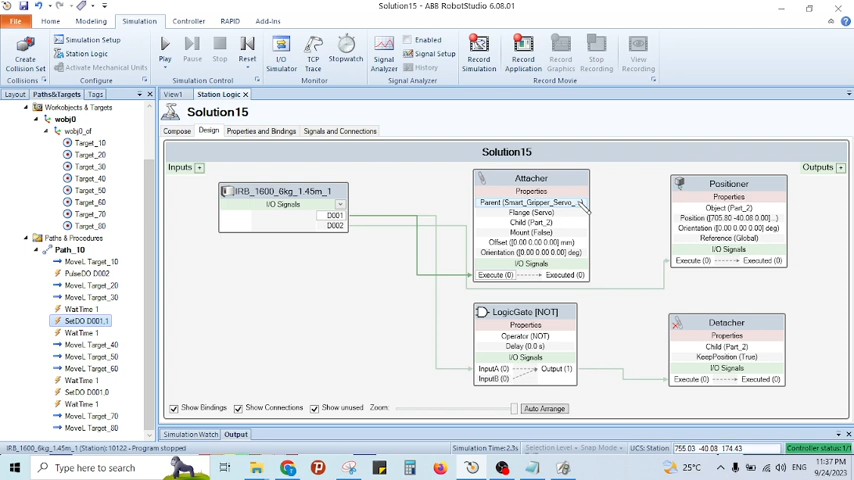 Solution15 - ABB RobotStudio 6.08.01
File Home Modeling Simulation Controller RAPID Add-Ins
Create Collision Set
Simulation Setup
Station Logic
Activate Mechanical Units
Play Pause Stop Reset
I/O Simulator
TCP Trace
Stopwatch
Signal Analyzer
Enabled
Signal Setup
History
Record Simulation
Record Application
Record Graphics
Stop Recording
View Recording
Collisions Configure Simulation Control Monitor Signal Analyzer Record Movie
Layout Paths&Targets Tags
View1 Station Logic
Workobjects & Targets
wobj0
wobj0_of
Target_10
Target_20
Target_30
Target_40
Target_50
Target_60
Target_70
Target_80
Paths & Procedures
Path_10
MoveL Target_10
PulseDO D002
MoveL Target_20
MoveL Target_30
WaitTime 1
SetDO D001,1
WaitTime 1
MoveL Target_40
MoveL Target_50
MoveL Target_60
WaitTime 1
SetDO D001,0
WaitTime 1
MoveL Target_70
MoveL Target_80
Solution15
Compose Design Properties and Bindings Signals and Connections
Solution15
Inputs +
Outputs +
IRB_1600_6kg_1.45m_1
I/O Signals
D001
D002
Attacher
Properties
Parent (Smart_Gripper_Servo_
Flange (Servo)
Child (Part_2)
Mount (False)
Offset ([0.00 0.00 0.00] mm)
Orientation ([0.00 0.00 0.00] deg)
I/O Signals
Execute (0) Executed (0)
Positioner
Properties
Object (Part_2)
Position ([705.80 -40.08 0.00]...)
Orientation ([0.00 0.00 0.00] deg)
Reference (Global)
I/O Signals
Execute (0) Executed (0)
LogicGate [NOT]
Properties
Operator (NOT)
Delay (0.0 s)
I/O Signals
InputA (0) Output (1)
InputB (0)
Detacher
Properties
Child (Part_2)
KeepPosition (True)
I/O Signals
Execute (0) Executed (0)
Show Bindings Show Connections Show unused Zoom: Auto Arrange
Simulation Watch Output
IRB_1600_6kg_1.45m_1 (Station): 10122 - Program stopped
Simulation Time: 2.3s
Selection Level Snap Mode UCS: Station 755.03 -40.08 174.43
Controller status: 1/1
Type here to search
25°C
ENG
11:37 PM
9/24/2023